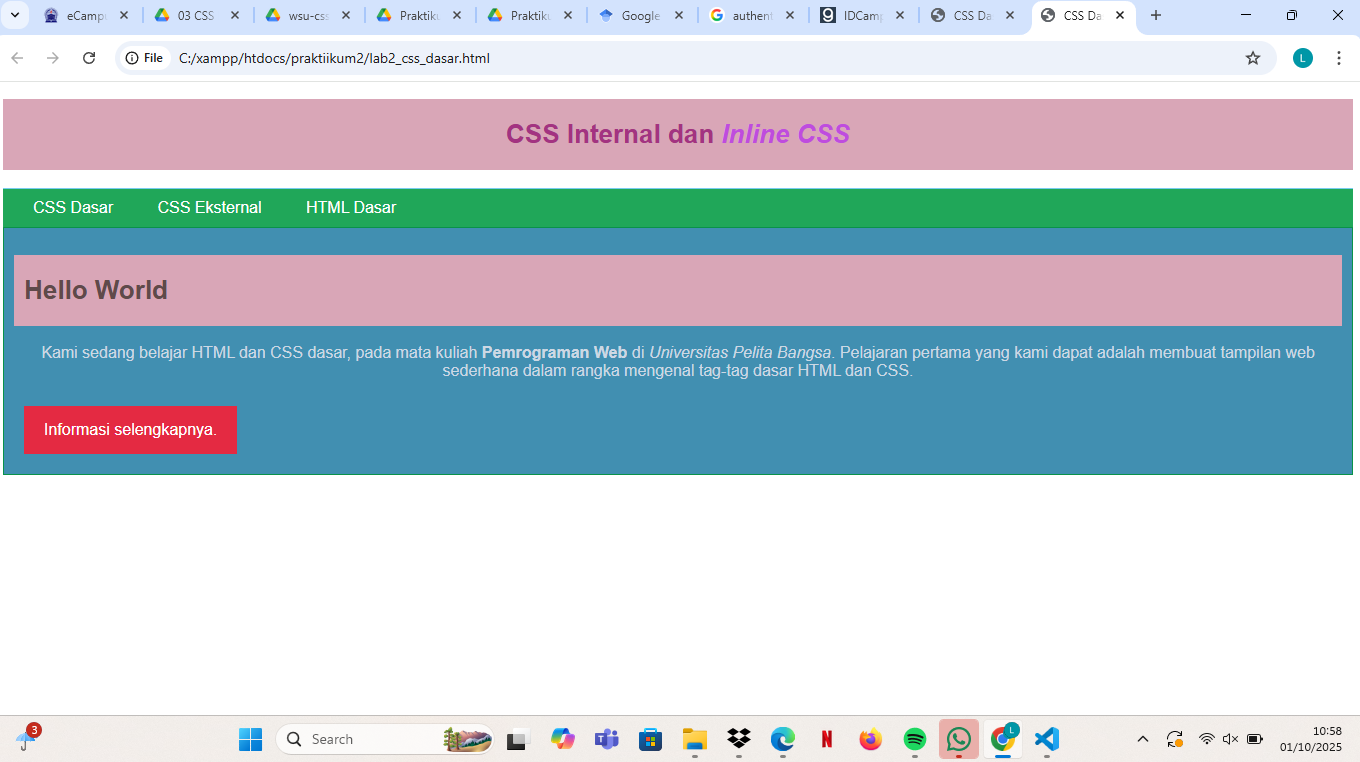 eCamp
03 CSS
wsu-css
Praktiku
Praktiku
Google
authent
IDCamp
CSS Da
CSS Da
File C:/xampp/htdocs/praktiikum2/lab2_css_dasar.html
L
CSS Internal dan Inline CSS
CSS Dasar CSS Eksternal HTML Dasar
Hello World
Kami sedang belajar HTML dan CSS dasar, pada mata kuliah Pemrograman Web di Universitas Pelita Bangsa. Pelajaran pertama yang kami dapat adalah membuat tampilan web
sederhana dalam rangka mengenal tag-tag dasar HTML dan CSS.
Informasi selengkapnya.
3
Search
L
10:58
01/10/2025